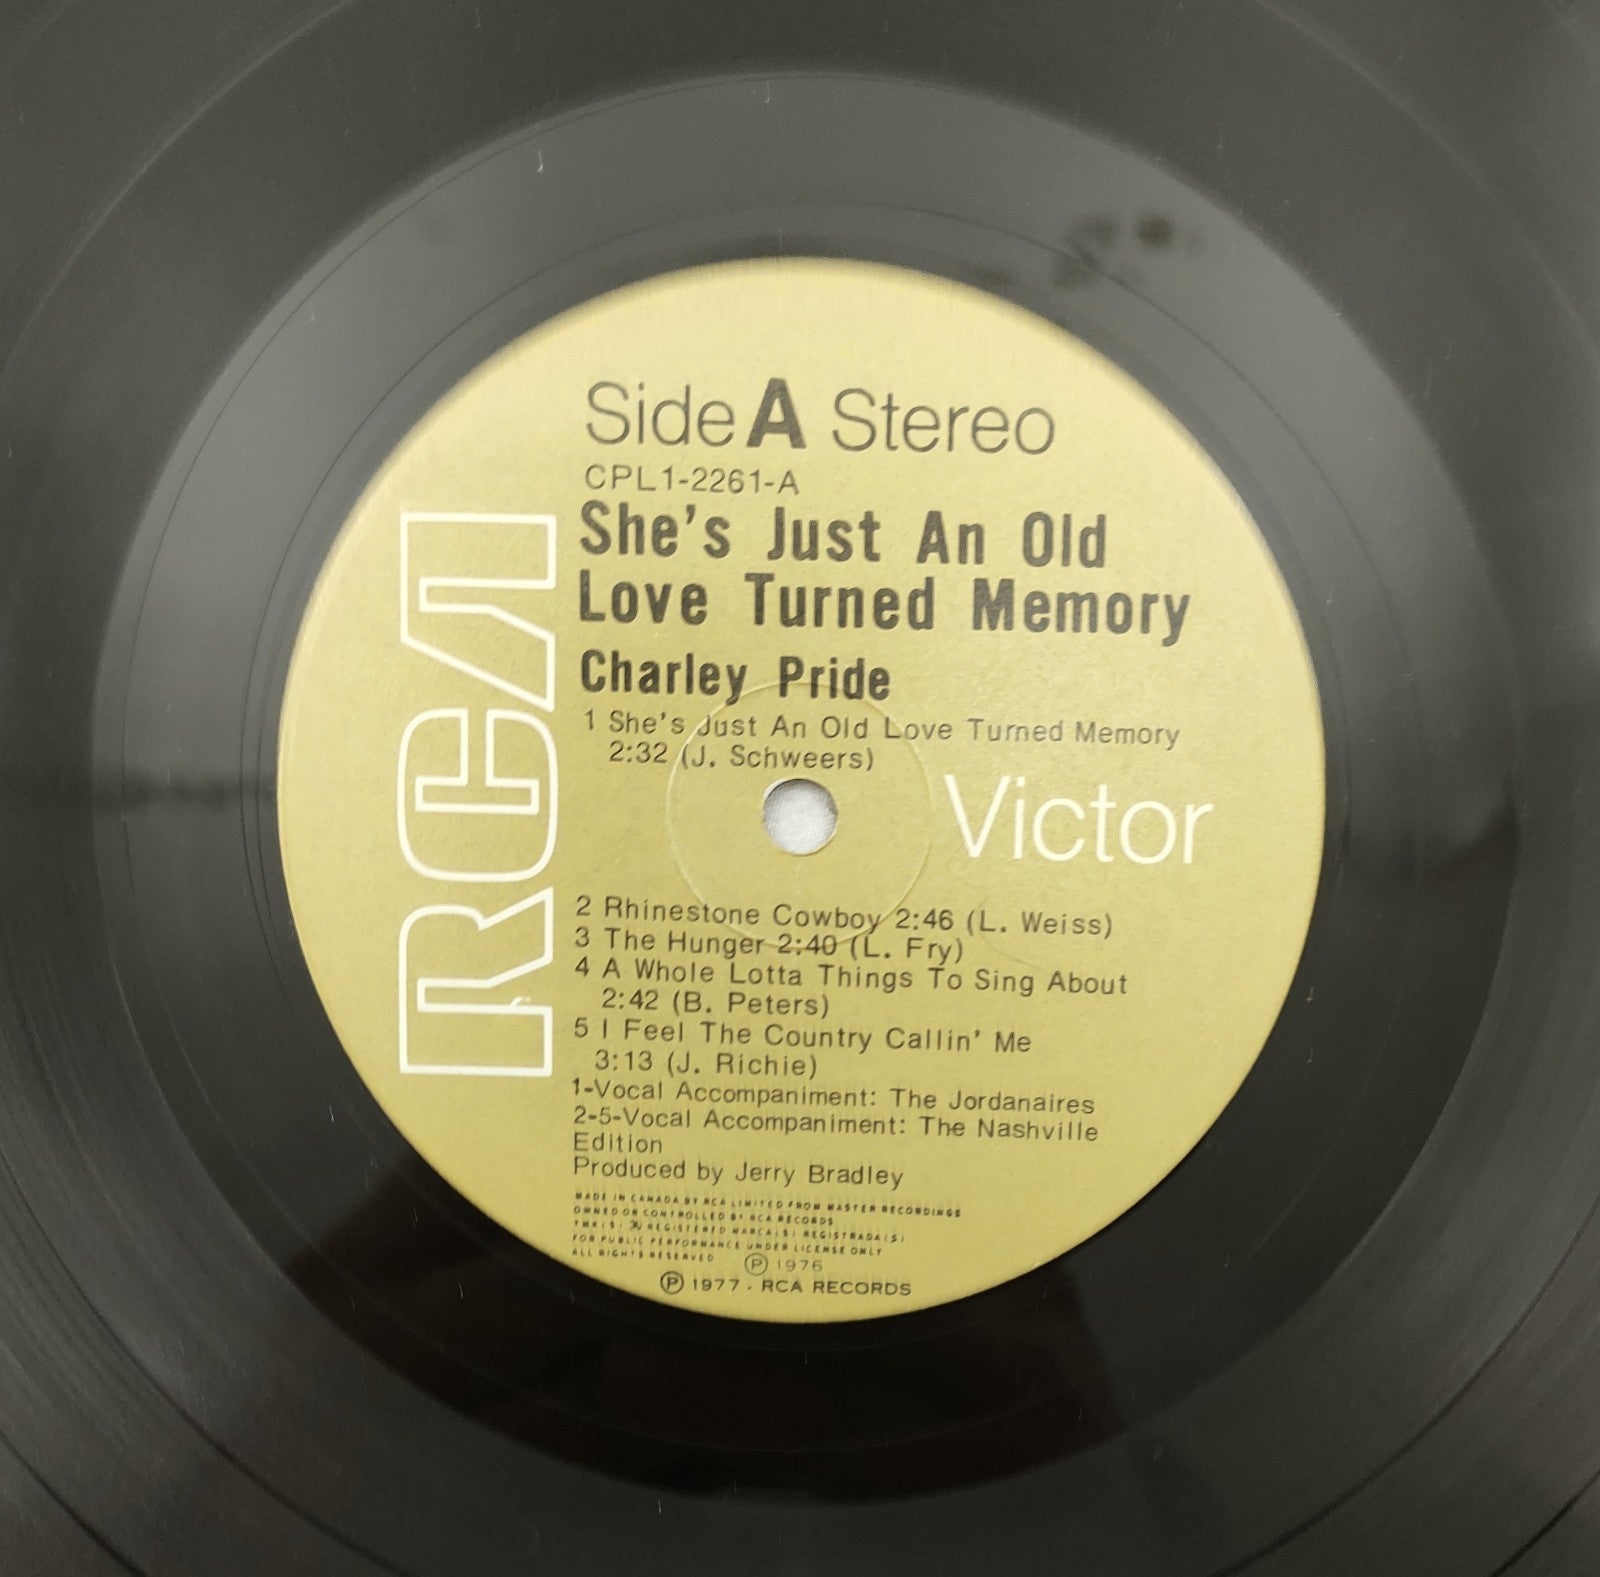 Side A Stereo
CPL1-2261-A
She's Just An Old
Love Turned Memory
Charley Pride
1 She's Just An Old Love Turned Memory
2:32 (J. Schweers)
RCA
Victor
2 Rhinestone Cowboy 2:46 (L. Weiss)
3 The Hunger 2:40 (L. Fry)
4 A Whole Lotta Things To Sing About
2:42 (B. Peters)
5 I Feel The Country Callin' Me
3:13 (J. Richie)
1-Vocal Accompaniment: The Jordanaires
2-5-Vocal Accompaniment: The Nashville
Edition
Produced by Jerry Bradley
MADE IN CANADA BY RCA LIMITED FROM MASTER RECORDINGS
OWNED OR CONTROLLED BY RCA RECORDS
TMK(S) ® REGISTERED MARCA(S) REGISTRADA(S)
FOR PUBLIC PERFORMANCE UNDER LICENSE ONLY
ALL RIGHTS RESERVED
Ⓟ 1976
Ⓟ 1977 - RCA RECORDS